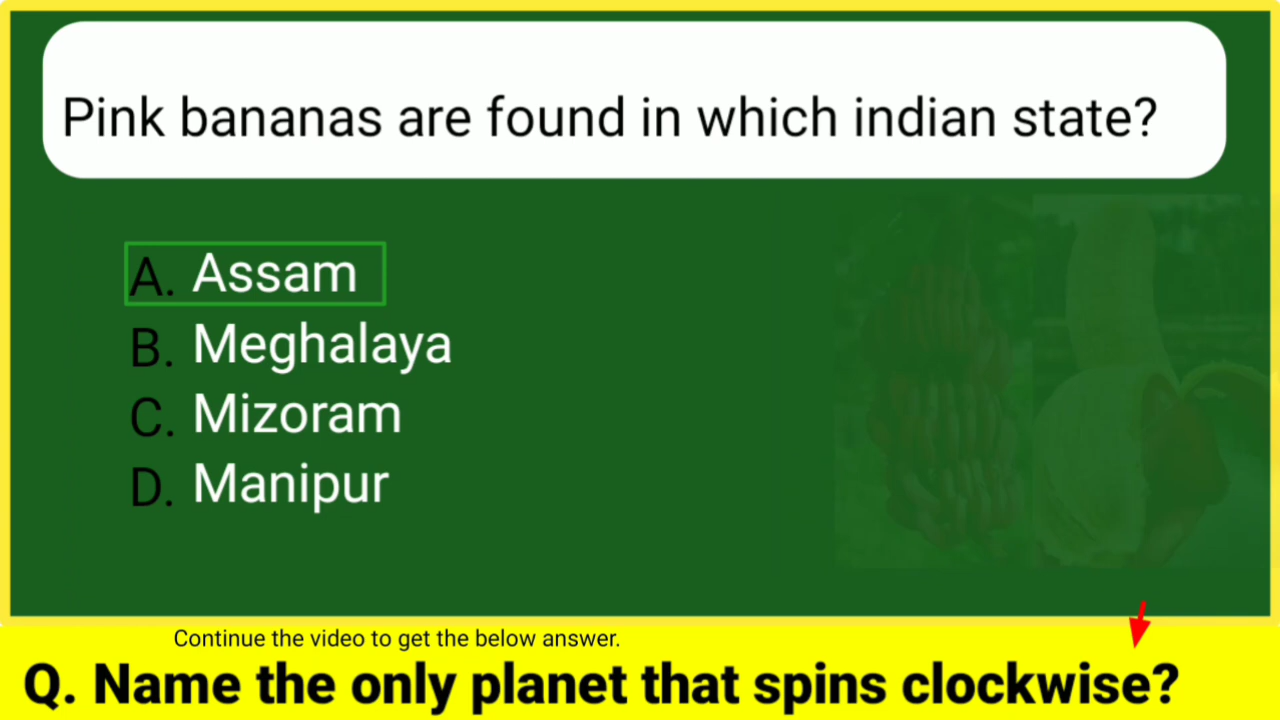 Pink bananas are found in which indian state?
A. Assam
B. Meghalaya
C. Mizoram
D. Manipur
Continue the video to get the below answer.
Q. Name the only planet that spins clockwise?